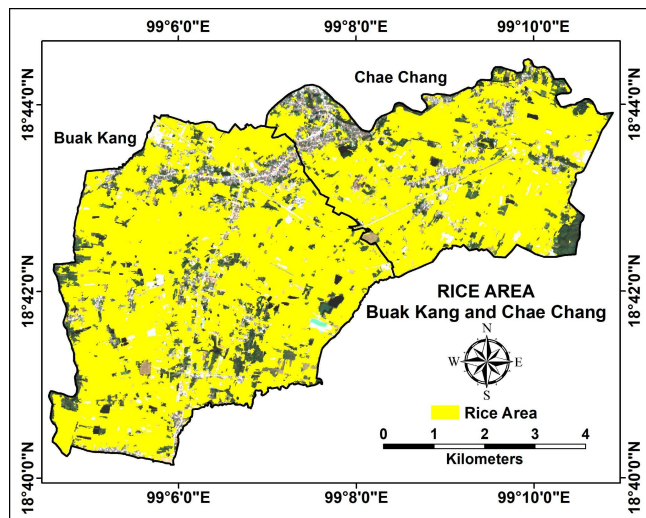 99°6'0"E 99°8'0"E 99°10'0"E
18°44'0"N
18°44'0"N
Chae Chang
Buak Kang
18°42'0"N
18°42'0"N
RICE AREA
Buak Kang and Chae Chang
N
W E
S
Rice Area
0 1 2 3 4
Kilometers
18°40'0"N
18°40'0"N
99°6'0"E 99°8'0"E 99°10'0"E